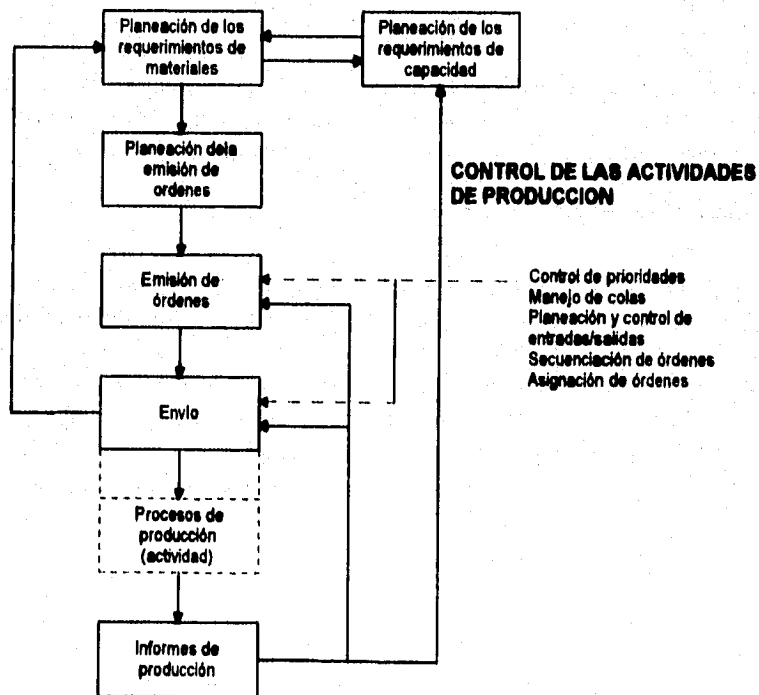 Planeación de los
requerimientos de
materiales
Planeación de los
requerimientos de
capacidad
Planeación dela
emisión de
ordenes
CONTROL DE LAS ACTIVIDADES
DE PRODUCCION
Emisión de
órdenes
Control de prioridades
Manejo de colas
Planeación y control de
entradas/salidas
Secuenciación de órdenes
Asignación de órdenes
Envío
Procesos de
producción
(actividad)
Informes de
producción